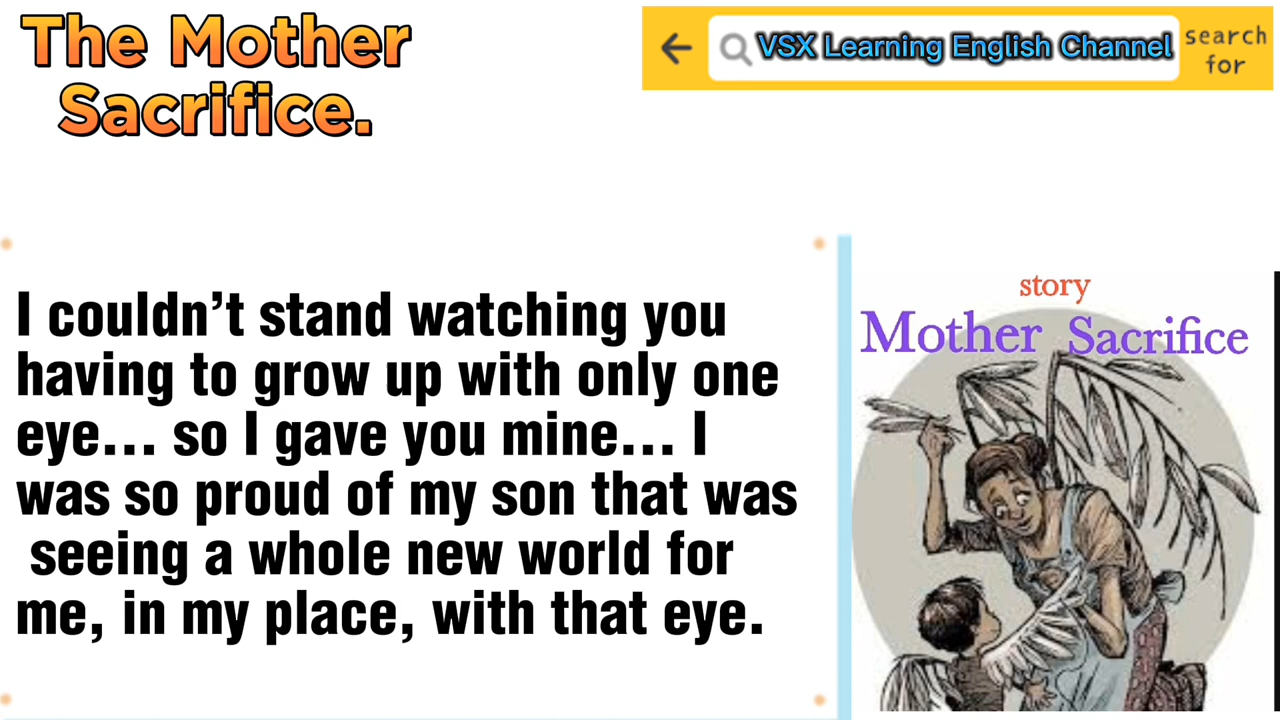 The Mother
Sacrifice.
VSX Learning English Channel
search
for
I couldn’t stand watching you
having to grow up with only one
eye... so I gave you mine... I
was so proud of my son that was
seeing a whole new world for
me, in my place, with that eye.
story
Mother Sacrifice